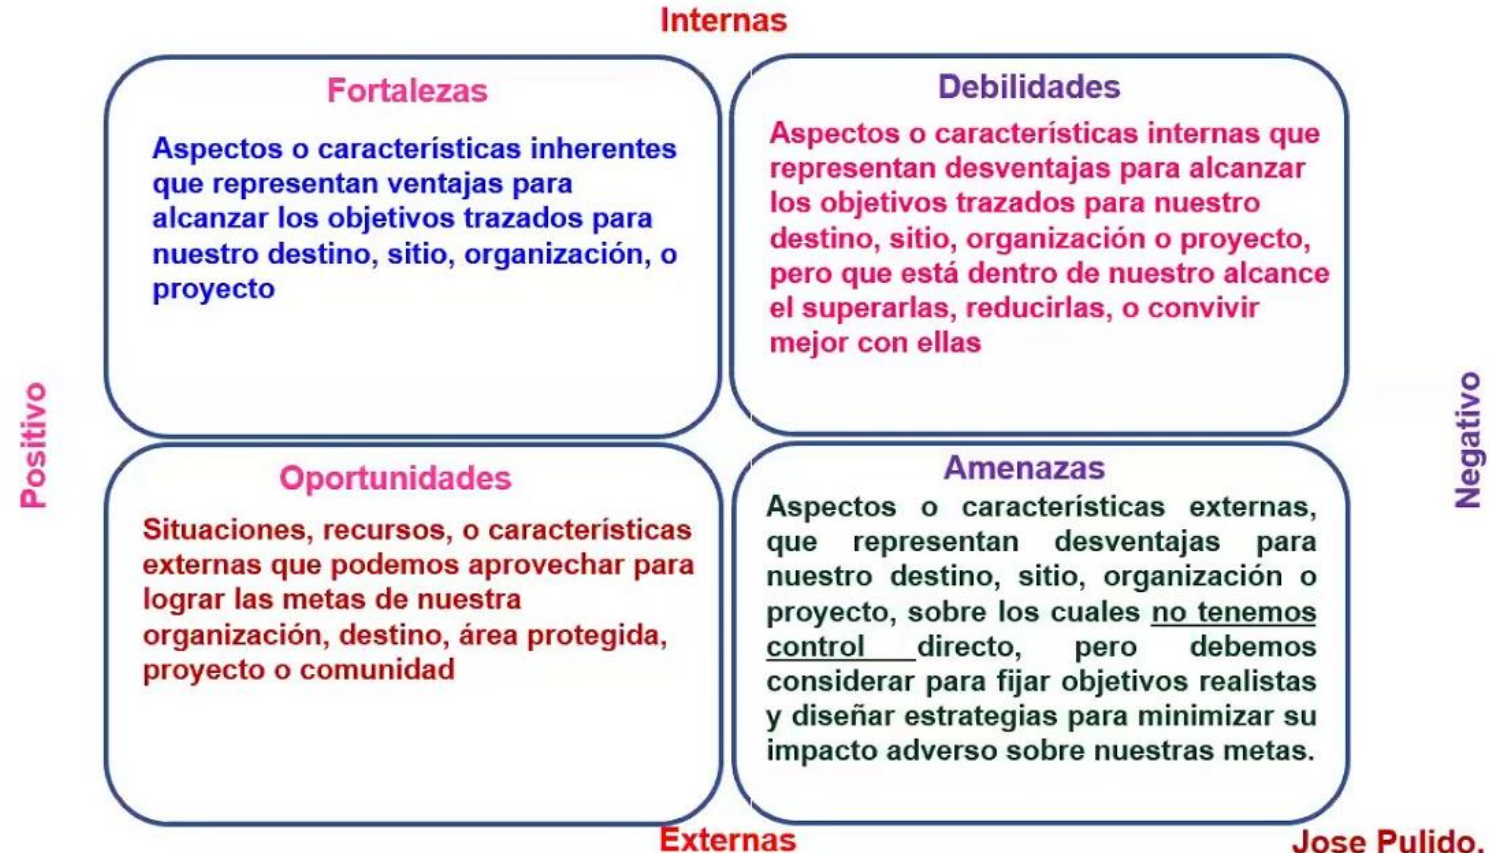 Internas
Fortalezas
Aspectos o características inherentes
que representan ventajas para
alcanzar los objetivos trazados para
nuestro destino, sitio, organización, o
proyecto
Debilidades
Aspectos o características internas que
representan desventajas para alcanzar
los objetivos trazados para nuestro
destino, sitio, organización o proyecto,
pero que está dentro de nuestro alcance
el superarlas, reducirlas, o convivir
mejor con ellas
Positivo
Negativo
Oportunidades
Situaciones, recursos, o características
externas que podemos aprovechar para
lograr las metas de nuestra
organización, destino, área protegida,
proyecto o comunidad
Amenazas
Aspectos o características externas,
que representan desventajas para
nuestro destino, sitio, organización o
proyecto, sobre los cuales no tenemos
control directo, pero debemos
considerar para fijar objetivos realistas
y diseñar estrategias para minimizar su
impacto adverso sobre nuestras metas.
Externas
Jose Pulido.